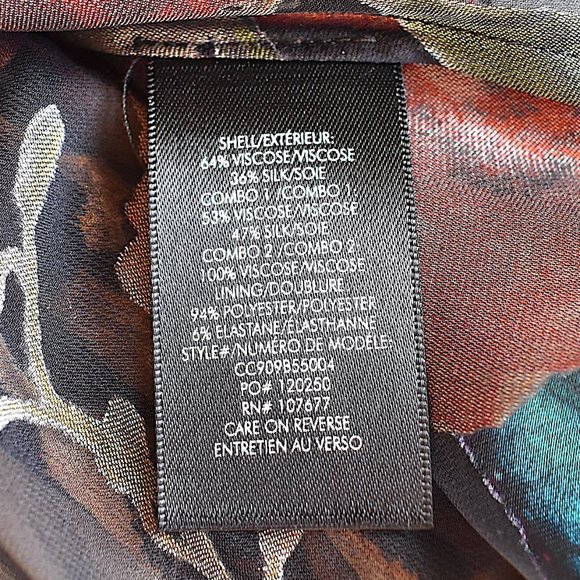 SHELL/EXTÉRIEUR:
64% VISCOSE/VISCOSE
36% SILK/SOIE
COMBO 1 /COMBO 1
53% VISCOSE/VISCOSE
47% SILK/SOIE
COMBO 2 /COMBO 2
100% VISCOSE/VISCOSE
LINING/DOUBLURE
94% POLYESTER/POLYESTER
6% ELASTANE/ÉLASTHANNE
STYLE#/NUMÉRO DE MODÈLE:
CC909B55004
PO# 120250
RN# 107677
CARE ON REVERSE
ENTRETIEN AU VERSO